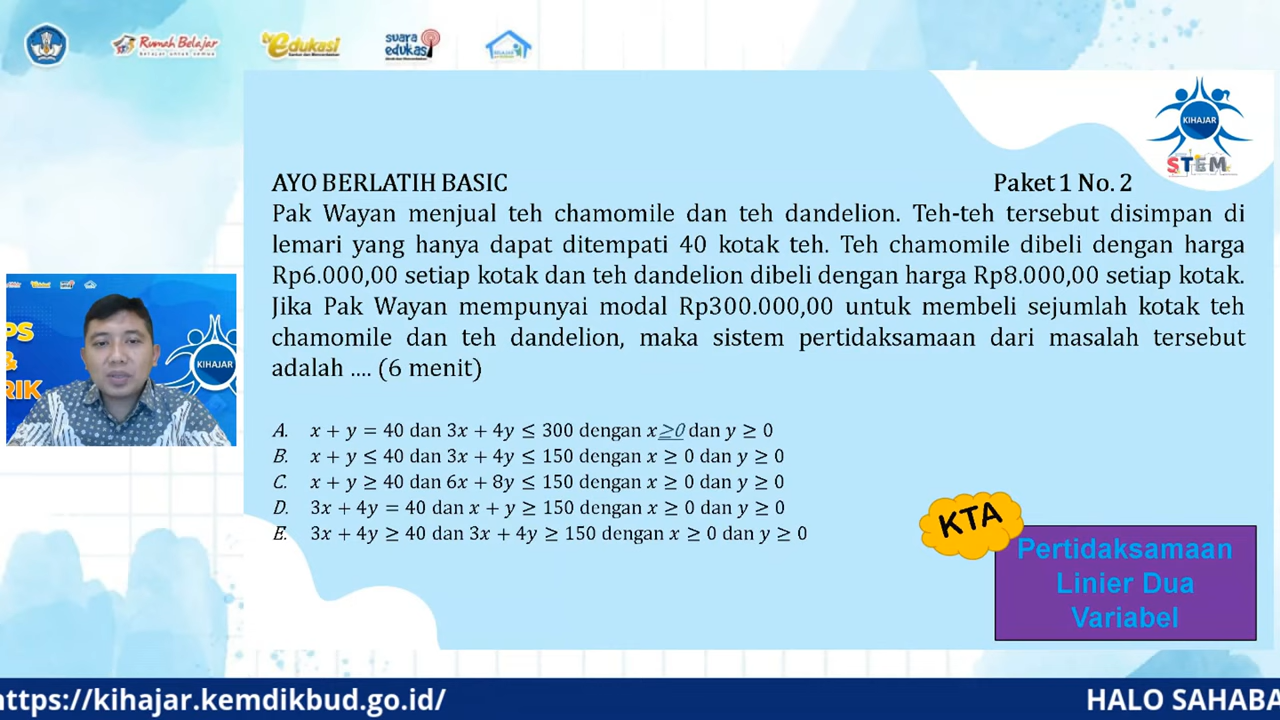 Rumah Belajar
Belajar untuk semua
tv edukasi
suara
edukasi
KIHAJAR
STEM
AYO BERLATIH BASIC Paket 1 No. 2
Pak Wayan menjual teh chamomile dan teh dandelion. Teh-teh tersebut disimpan di
lemari yang hanya dapat ditempati 40 kotak teh. Teh chamomile dibeli dengan harga
Rp6.000,00 setiap kotak dan teh dandelion dibeli dengan harga Rp8.000,00 setiap kotak.
Jika Pak Wayan mempunyai modal Rp300.000,00 untuk membeli sejumlah kotak teh
chamomile dan teh dandelion, maka sistem pertidaksamaan dari masalah tersebut
adalah .... (6 menit)
A. x + y = 40 dan 3x + 4y ≤ 300 dengan x≥0 dan y ≥ 0
B. x + y ≤ 40 dan 3x + 4y ≤ 150 dengan x ≥ 0 dan y ≥ 0
C. x + y ≥ 40 dan 6x + 8y ≤ 150 dengan x ≥ 0 dan y ≥ 0
D. 3x + 4y = 40 dan x + y ≥ 150 dengan x ≥ 0 dan y ≥ 0
E. 3x + 4y ≥ 40 dan 3x + 4y ≥ 150 dengan x ≥ 0 dan y ≥ 0
PS
&
RIK
KIHAJAR
KTA
Pertidaksamaan
Linier Dua
Variabel
https://kihajar.kemdikbud.go.id/ HALO SAHABA